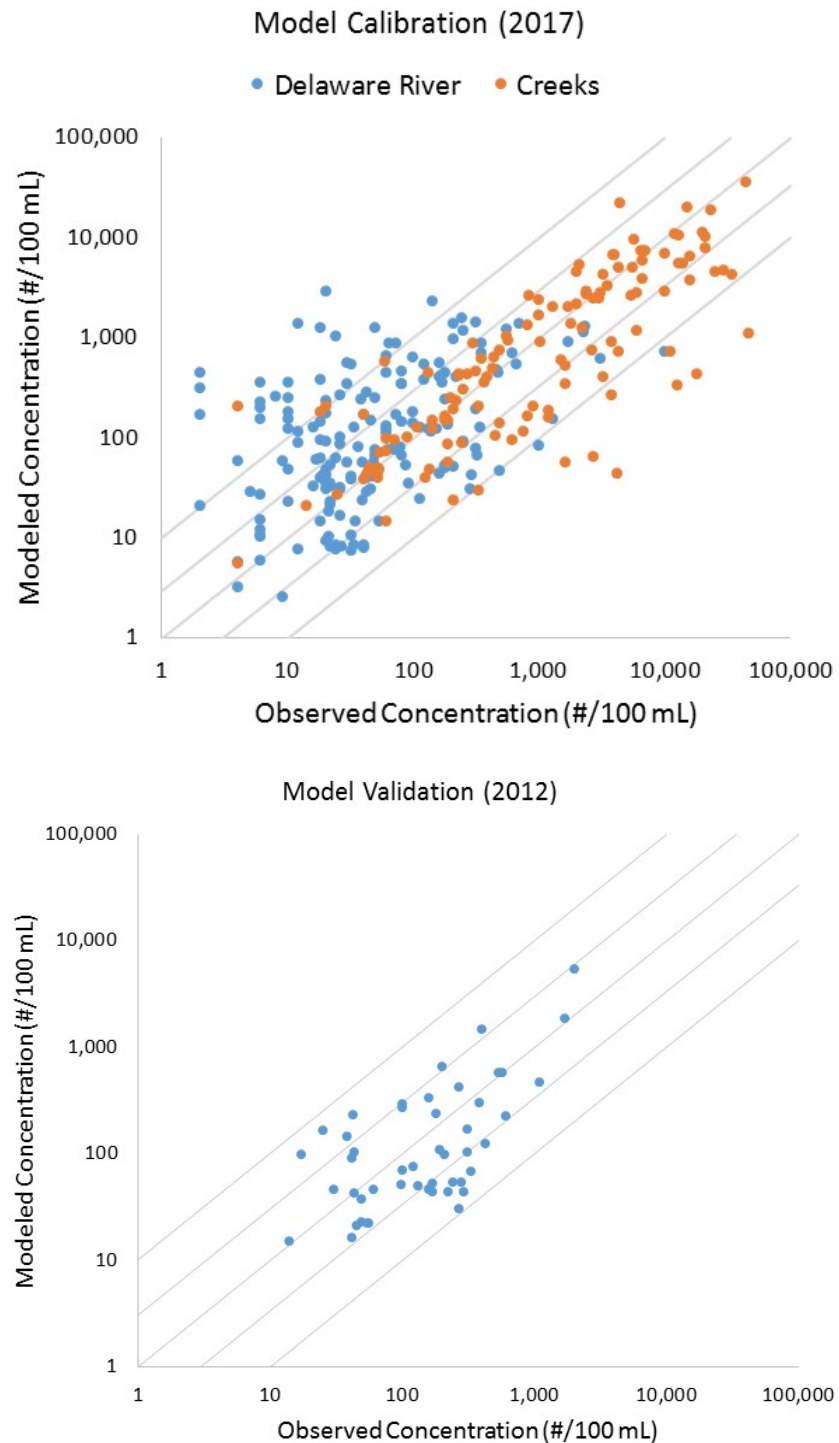 Model Calibration (2017)
Delaware River Creeks
100,000
10,000
1,000
100
10
1
Modeled Concentration (#/100 mL)
1 10 100 1,000 10,000 100,000
Observed Concentration (#/100 mL)
Model Validation (2012)
100,000
10,000
1,000
100
10
1
Modeled Concentration (#/100 mL)
1 10 100 1,000 10,000 100,000
Observed Concentration (#/100 mL)